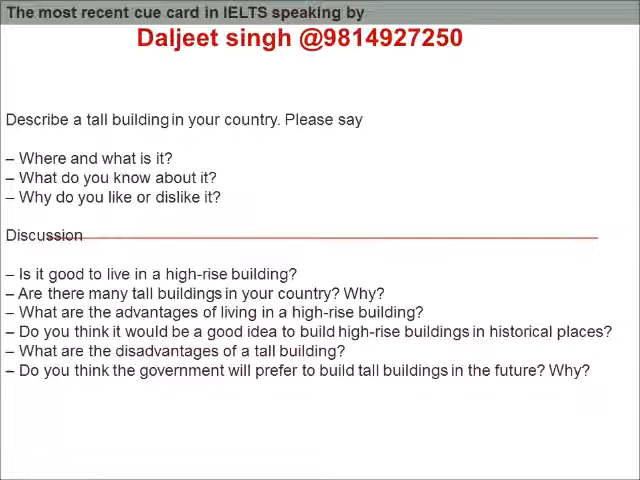 The most recent cue card in IELTS speaking by
Daljeet singh @9814927250
Describe a tall building in your country. Please say
– Where and what is it?
– What do you know about it?
– Why do you like or dislike it?
Discussion
– Is it good to live in a high-rise building?
– Are there many tall buildings in your country? Why?
– What are the advantages of living in a high-rise building?
– Do you think it would be a good idea to build high-rise buildings in historical places?
– What are the disadvantages of a tall building?
– Do you think the government will prefer to build tall buildings in the future? Why?